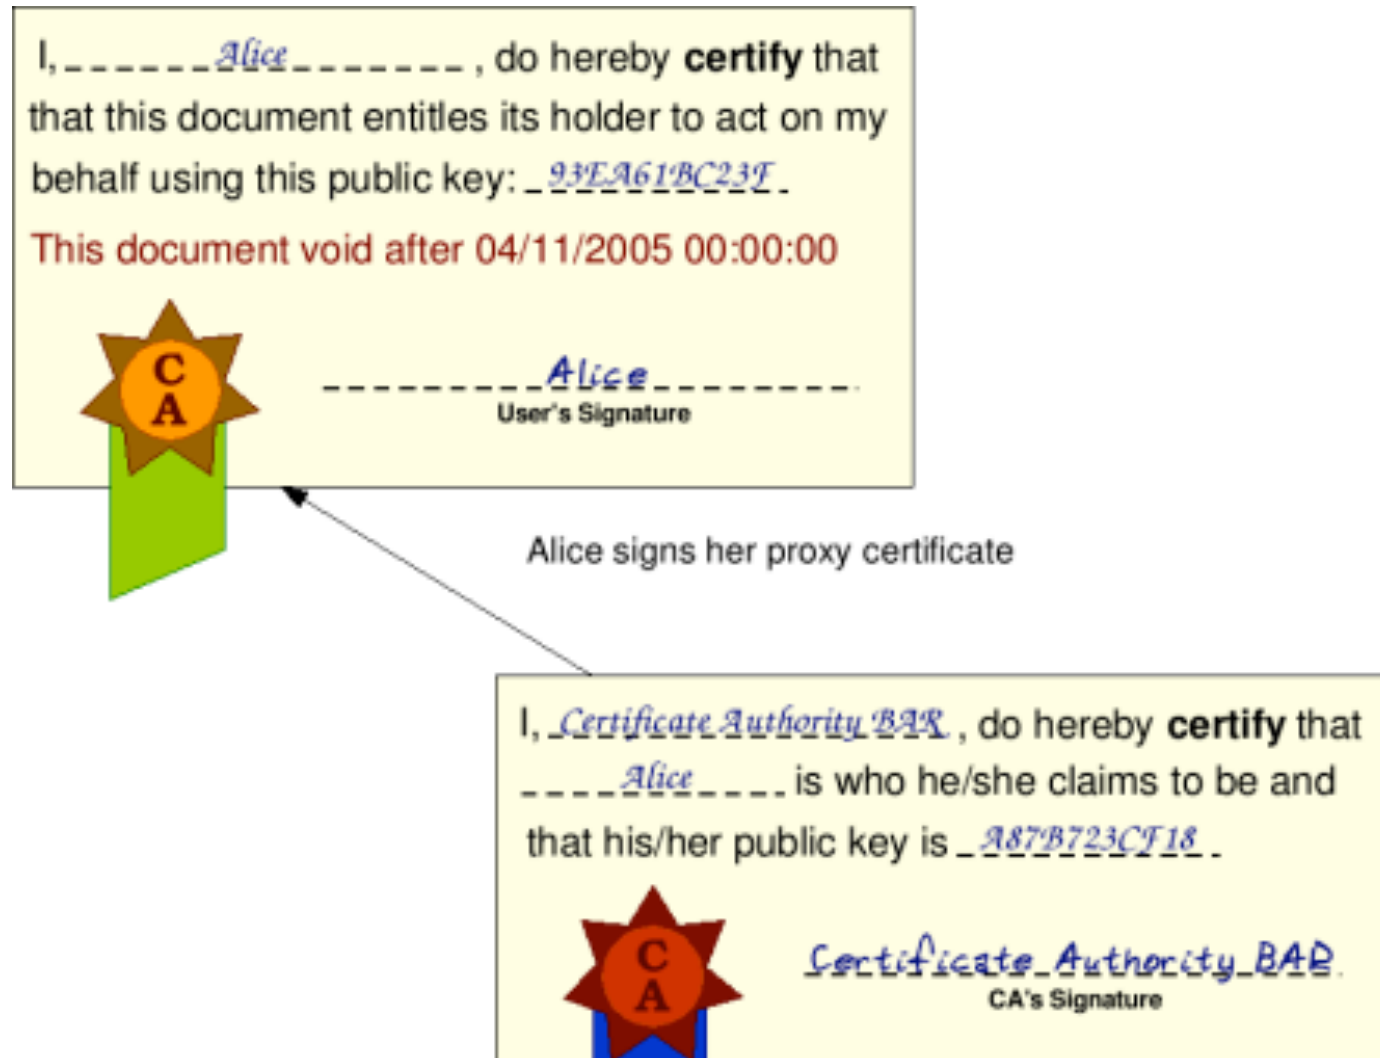 I, Alice, do hereby certify that
that this document entitles its holder to act on my
behalf using this public key: 93EA61BC23F
This document void after 04/11/2005 00:00:00
C
A
Alice
User's Signature
Alice signs her proxy certificate
I, Certificate Authority BAR, do hereby certify that
Alice is who he/she claims to be and
that his/her public key is A87B723CF18
C
A
Certificate Authority BAR
CA's Signature